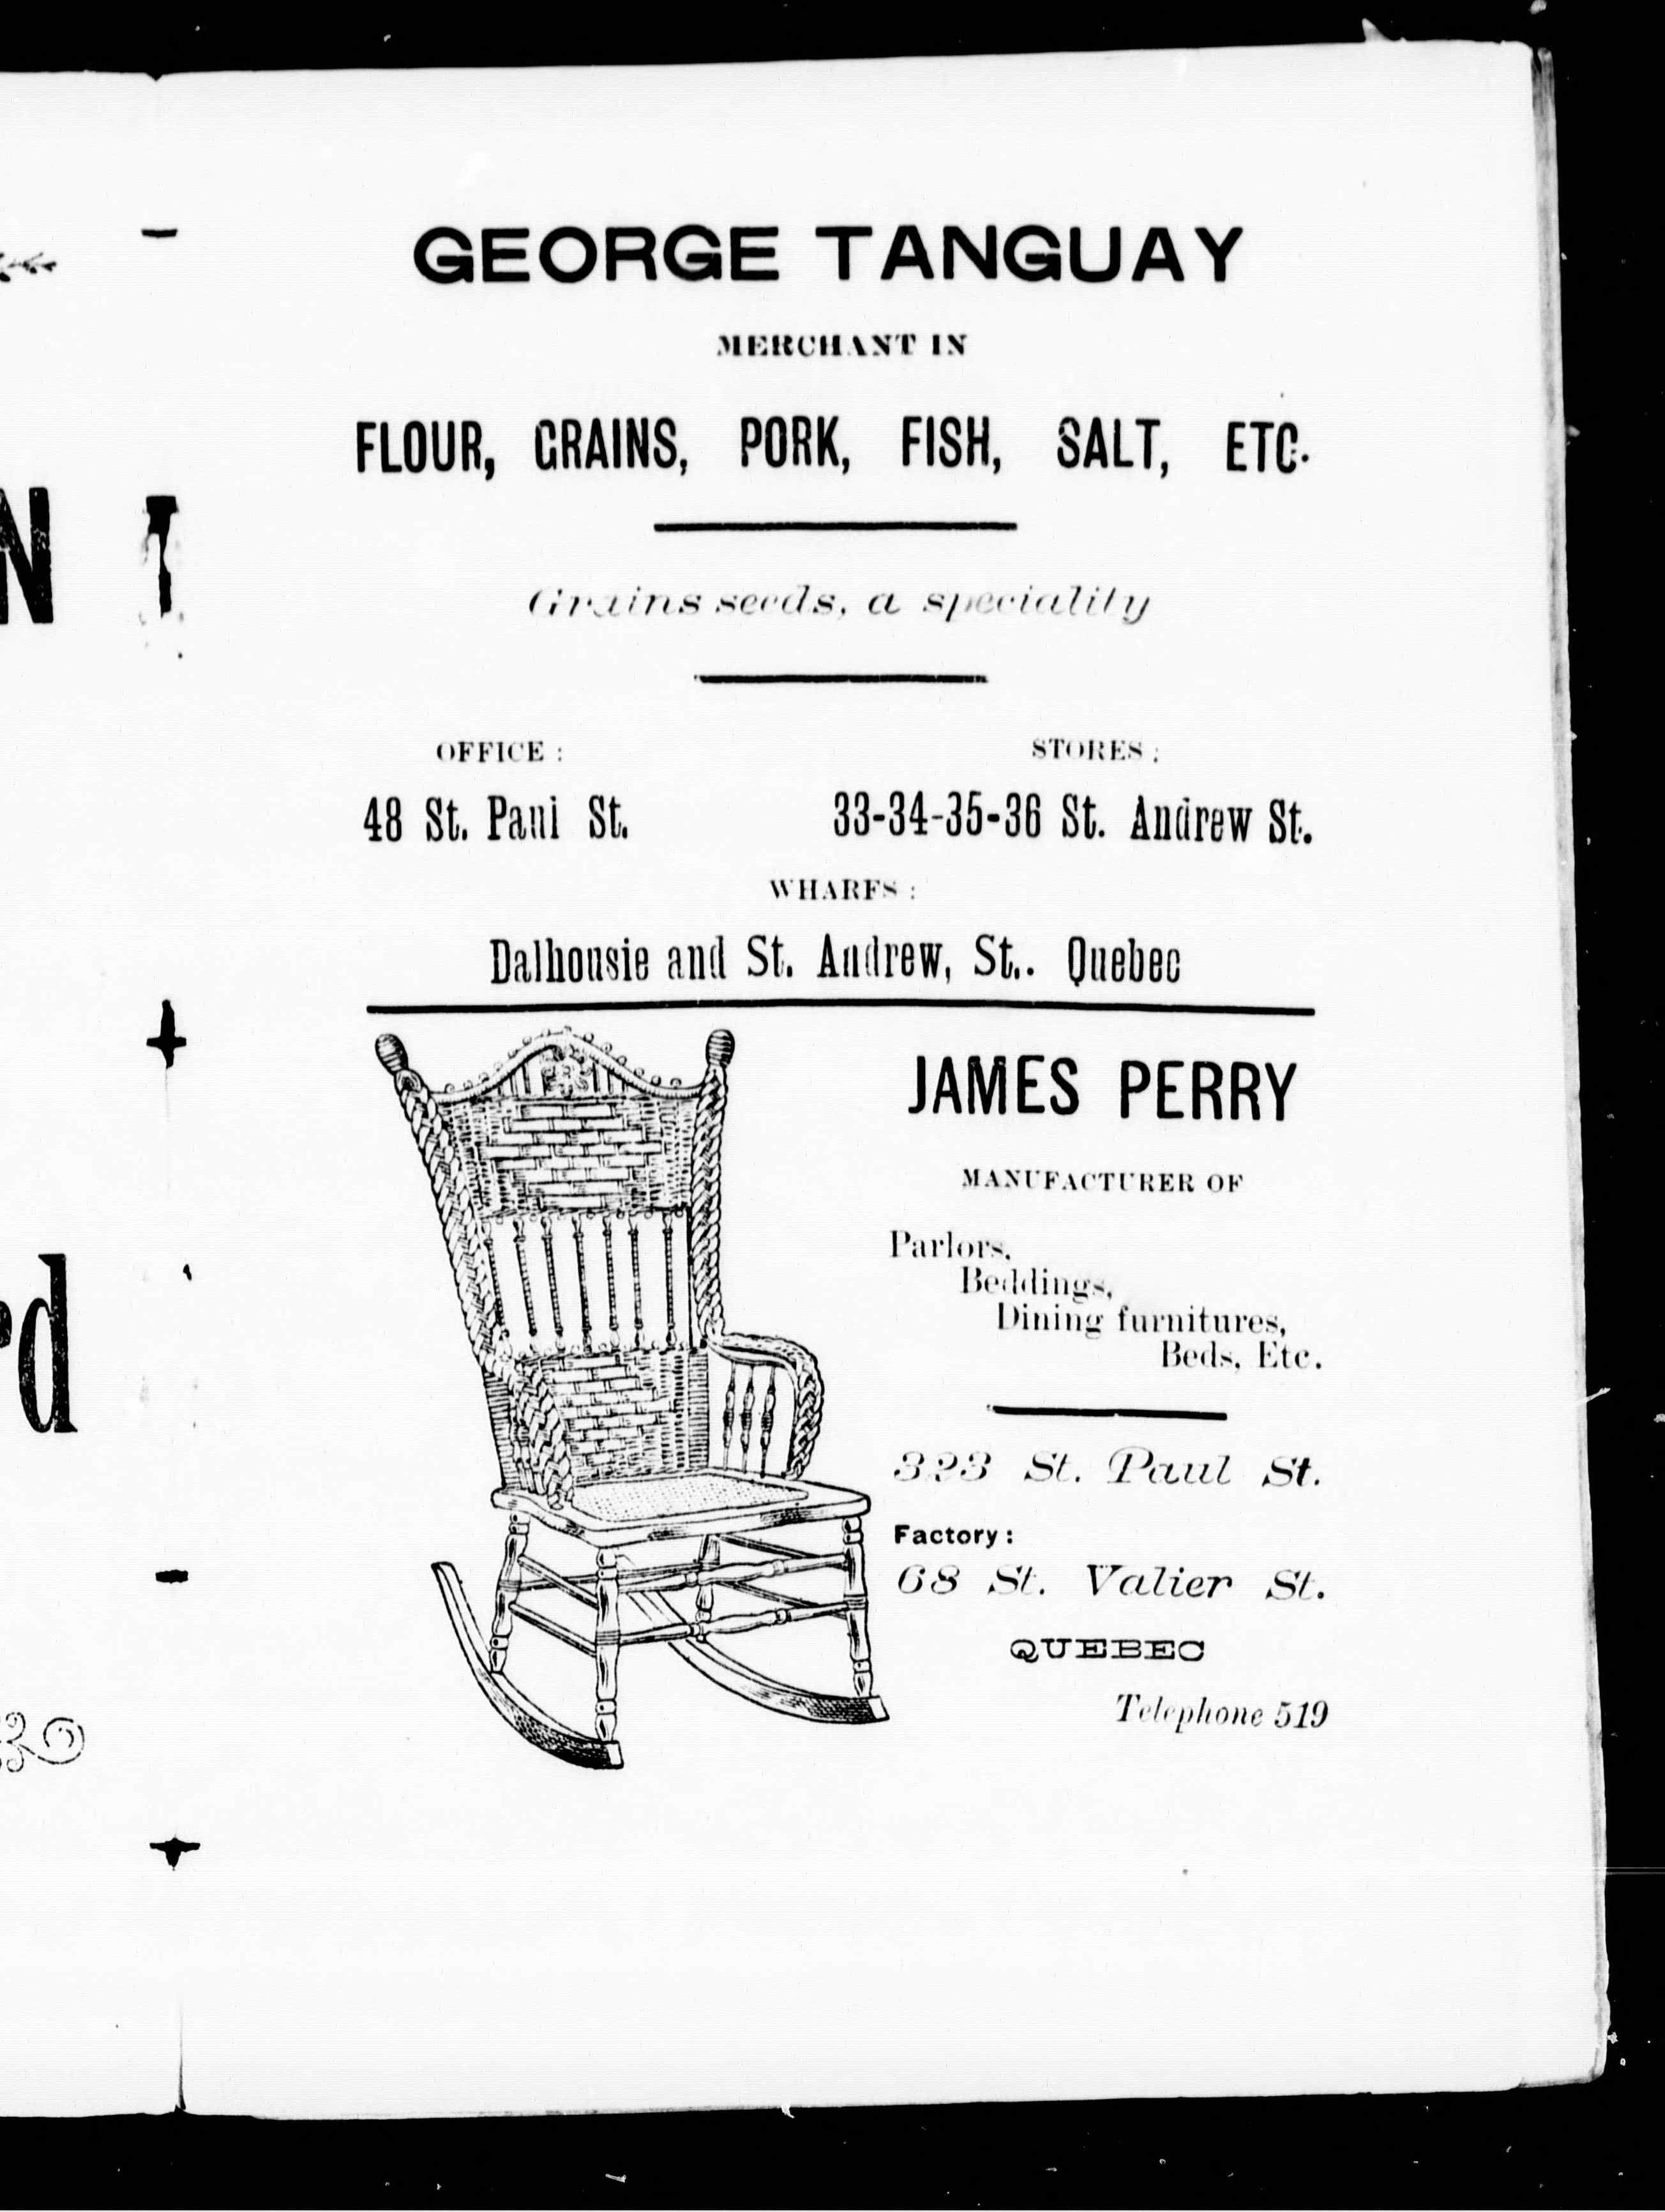 GEORGE TANGUAY
MERCHANT IN
FLOUR, GRAINS, PORK, FISH, SALT, ETC.
Grains seeds, a speciality
OFFICE :
48 St. Paul St.
STORES :
33-34-35-36 St. Andrew St.
WHARFS :
Dalhousie and St. Andrew, St.. Quebec
JAMES PERRY
MANUFACTURER OF
Parlors,
Beddings,
Dining furnitures,
Beds, Etc.
323 St. Paul St.
Factory :
68 St. Valier St.
QUEBEC
Telephone 519